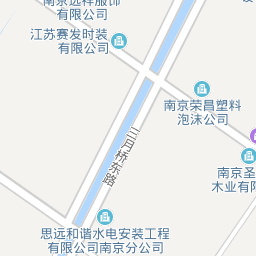 南京远祥服饰
有限公司
江苏赛发时装
有限公司
南京荣昌塑料
泡沫公司
三月桥东路
南京圣
木业有限
思远和谐水电安装工程
有限公司南京分公司